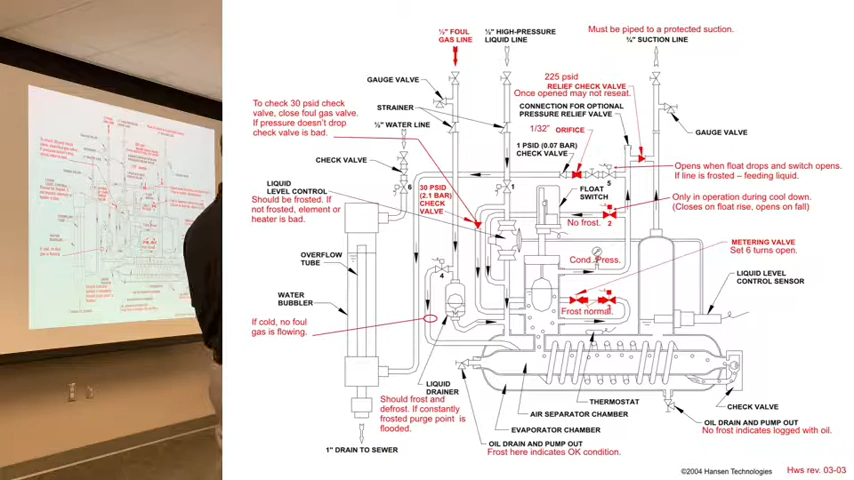 ½" FOUL
GAS LINE
½" HIGH-PRESSURE
LIQUID LINE
Must be piped to a protected suction.
¾" SUCTION LINE
GAUGE VALVE
225 psid
RELIEF CHECK VALVE
Once opened may not reseat.
To check 30 psid check
valve, close foul gas valve.
If pressure doesn't drop
check valve is bad.
STRAINER
CONNECTION FOR OPTIONAL
PRESSURE RELIEF VALVE
½" WATER LINE
1/32" ORIFICE
GAUGE VALVE
1 PSID (0.07 BAR)
CHECK VALVE
CHECK VALVE
Opens when float drops and switch opens.
If line is frosted – feeding liquid.
5
LIQUID
LEVEL CONTROL
6
30 PSID
(2.1 BAR)
CHECK
VALVE
1
FLOAT
SWITCH
Should be frosted. If
not frosted, element or
heater is bad.
Only in operation during cool down.
(Closes on float rise, opens on fall)
No frost.
2
METERING VALVE
Set 6 turns open.
OVERFLOW
TUBE
Cond. Press.
4
LIQUID LEVEL
CONTROL SENSOR
WATER
BUBBLER
3
Frost normal.
If cold, no foul
gas is flowing.
LIQUID
DRAINER
Should frost and
defrost. If constantly
frosted purge point is
flooded.
THERMOSTAT
CHECK VALVE
AIR SEPARATOR CHAMBER
OIL DRAIN AND PUMP OUT
No frost indicates logged with oil.
EVAPORATOR CHAMBER
OIL DRAIN AND PUMP OUT
Frost here indicates OK condition.
1" DRAIN TO SEWER
©2004 Hansen Technologies
Hws rev. 03-03